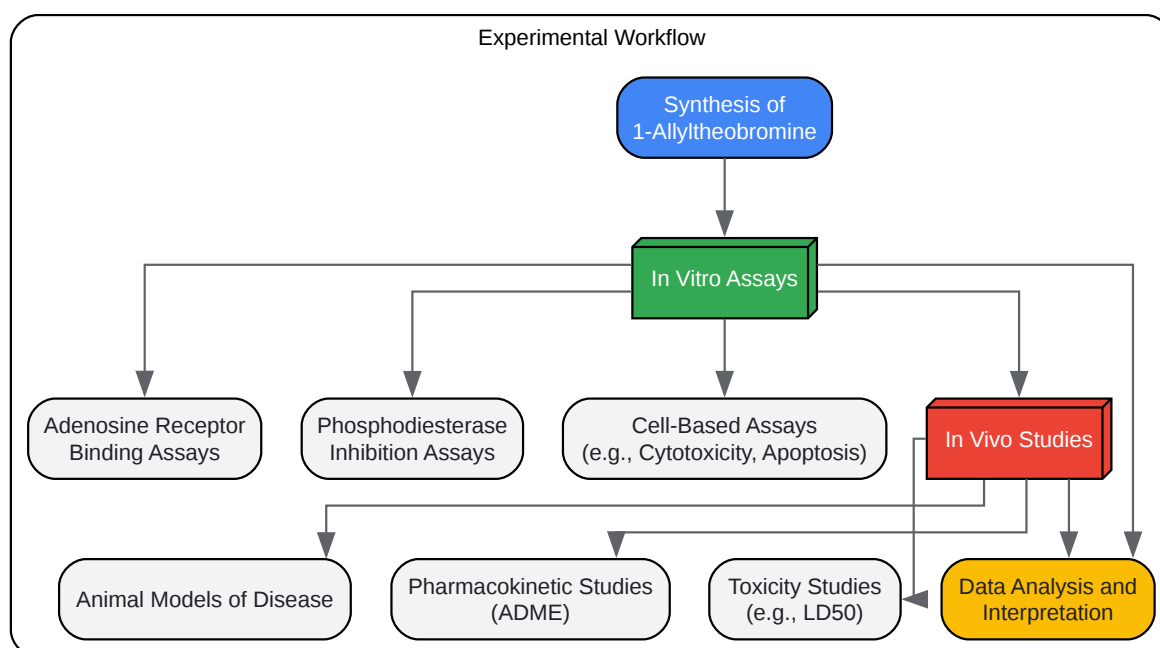 Experimental Workflow
Synthesis of
1-Allyltheobromine
In Vitro Assays
Adenosine Receptor
Binding Assays
Phosphodiesterase
Inhibition Assays
Cell-Based Assays
(e.g., Cytotoxicity, Apoptosis)
In Vivo Studies
Animal Models of Disease
Pharmacokinetic Studies
(ADME)
Toxicity Studies
(e.g., LD50)
Data Analysis and
Interpretation